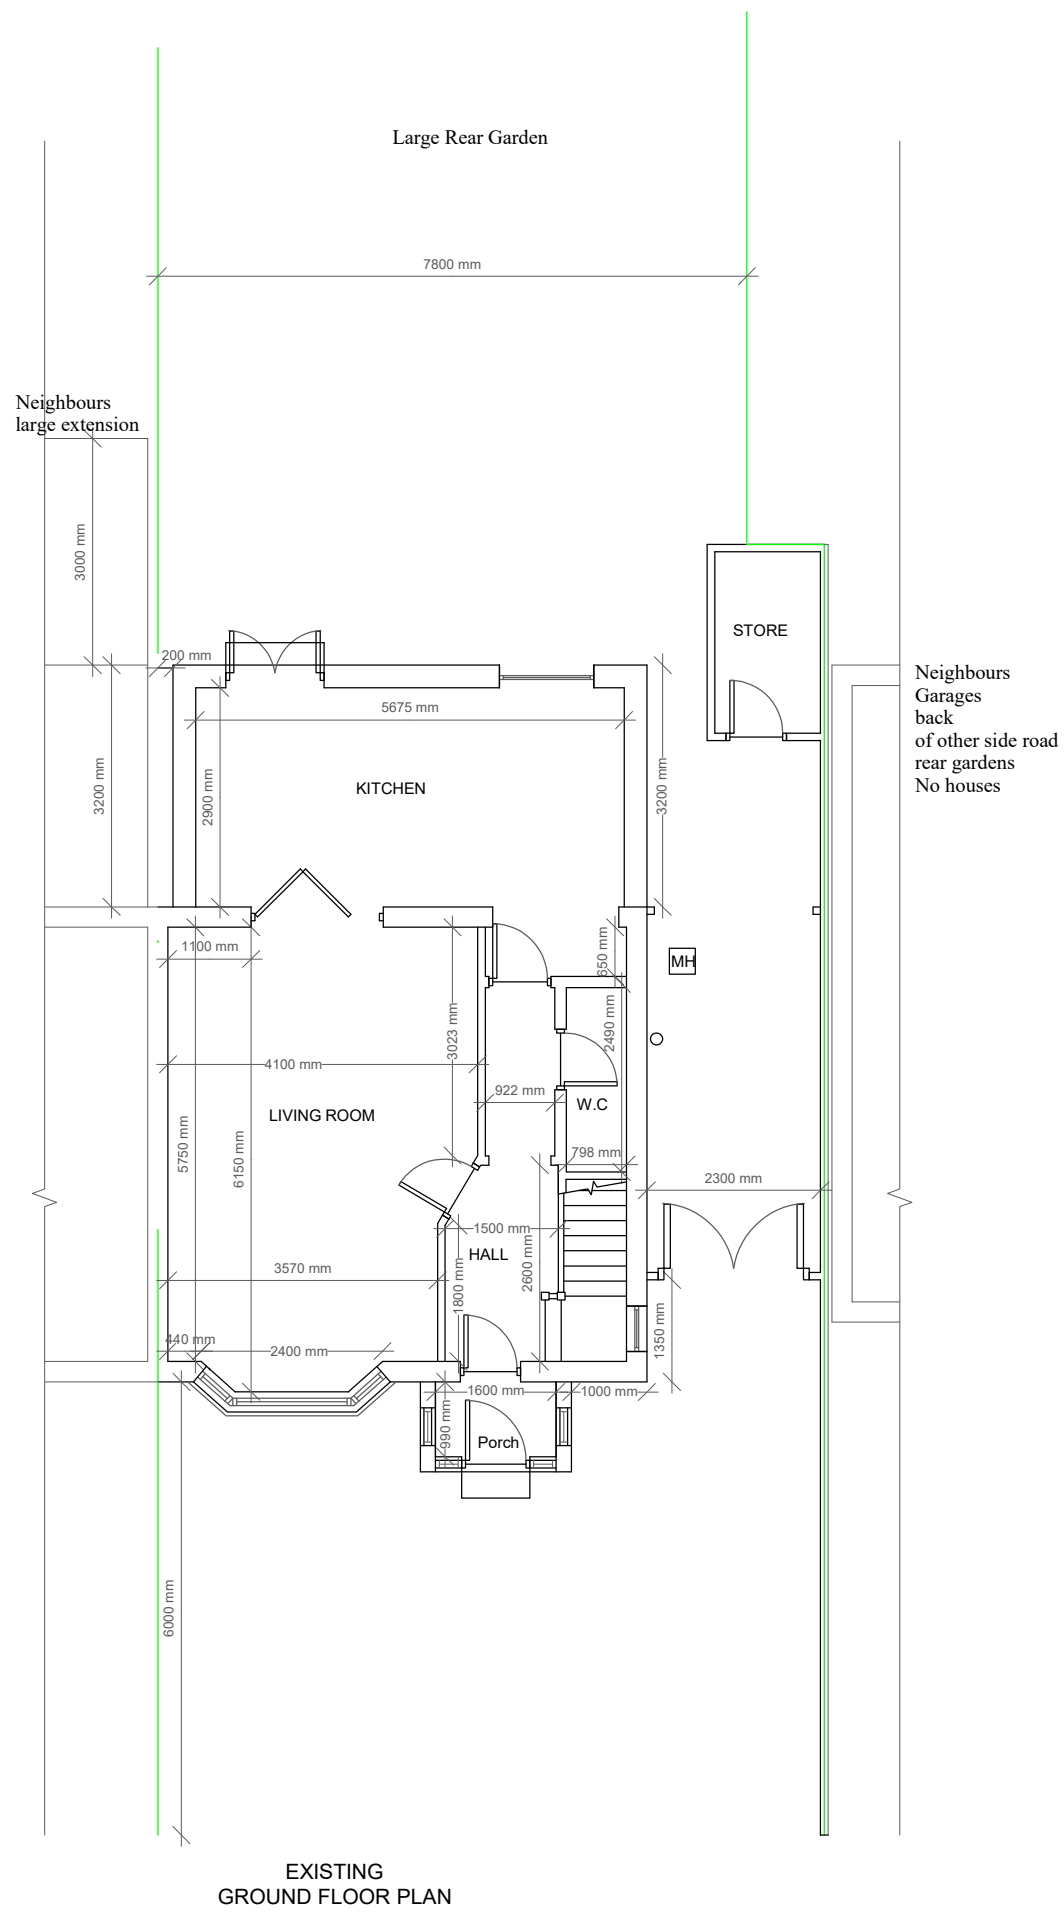 Large Rear Garden
7800 mm
Neighbours
large extension
3000 mm
STORE
200 mm
Neighbours
Garages
back
of other side road
rear gardens
No houses
5675 mm
3200 mm
2900 mm
KITCHEN
3200 mm
1100 mm
650 mm
MH
2490 mm
3023 mm
4100 mm
922 mm
W.C
LIVING ROOM
5750 mm
6150 mm
798 mm
2300 mm
1500 mm
HALL
2600 mm
3570 mm
1800 mm
440 mm
2400 mm
1350 mm
1600 mm
1000 mm
990 mm
Porch
6000 mm
EXISTING
GROUND FLOOR PLAN